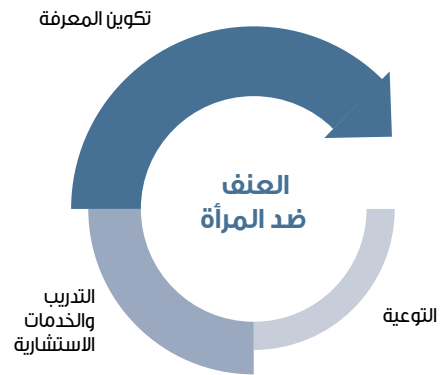 تكوين المعرفة
العنف
ضد المرأة
التدريب
والخدمات
الاستشارية
التوعية